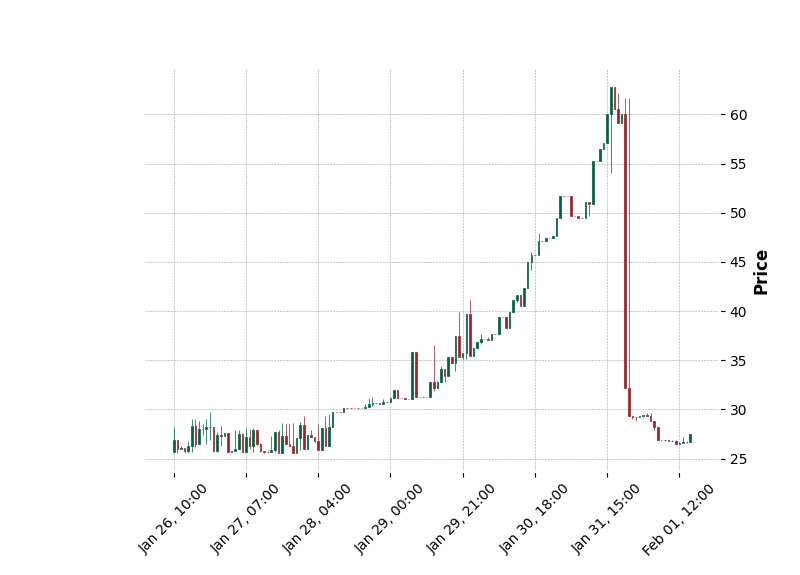 60
55
50
45
40
35
30
25
Price
Jan 26, 10:00
Jan 27, 07:00
Jan 28, 04:00
Jan 29, 00:00
Jan 29, 21:00
Jan 30, 18:00
Jan 31, 15:00
Feb 01, 12:00